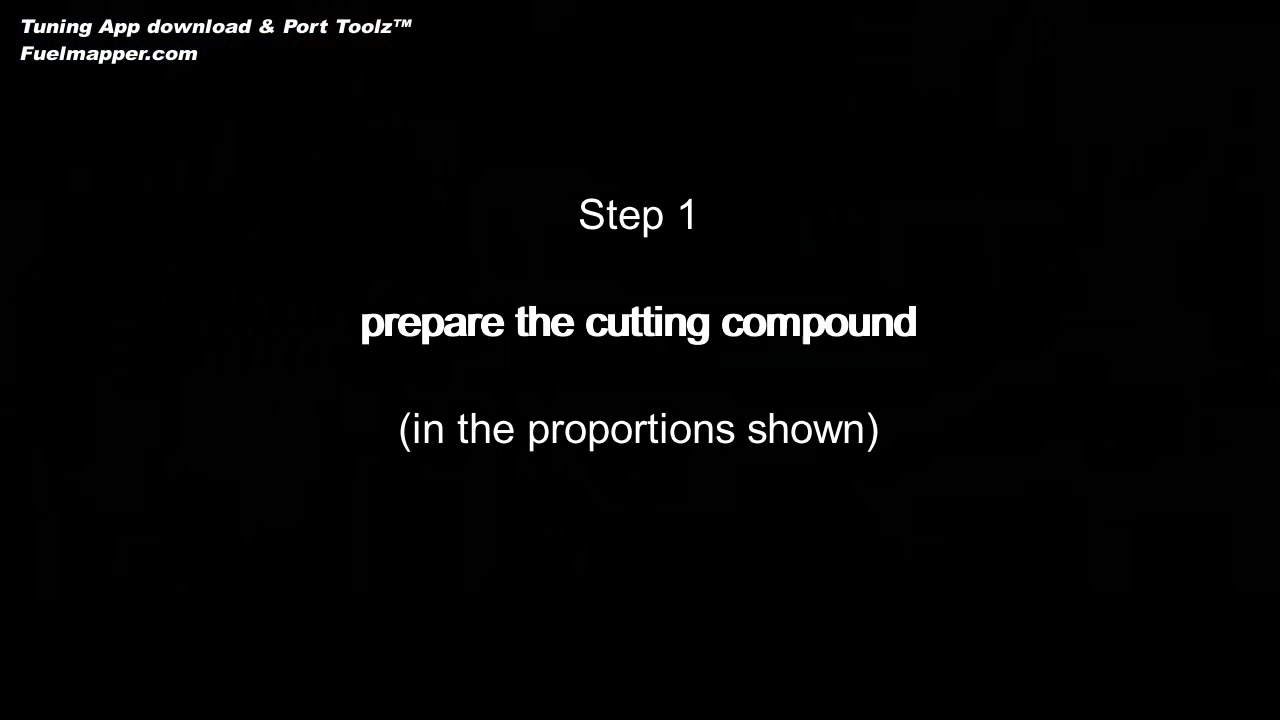 Tuning App download & Port Toolz™
Fuelmapper.com
Step 1
prepare the cutting compound
(in the proportions shown)